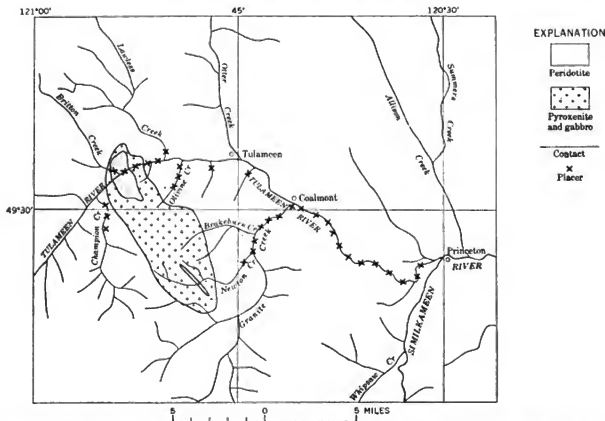 121°00'
45'
120°30'
Lawless
Creek
Otter
Creek
Britton
Creek
Allison
Creek
Summers
Creek
Tulameen
TULAMEEN
RIVER
Olivine Cr
TULAMEEN
RIVER
Coalmont
49°30'
Champion Cr
Brakeburn Cr
Newton Cr
Granite
Creek
Princeton
RIVER
SIMILKAMEEN
Whipsaw Cr
5
0
5 MILES
EXPLANATION
Peridotite
Pyroxenite
and gabbro
Contact
×
Placer